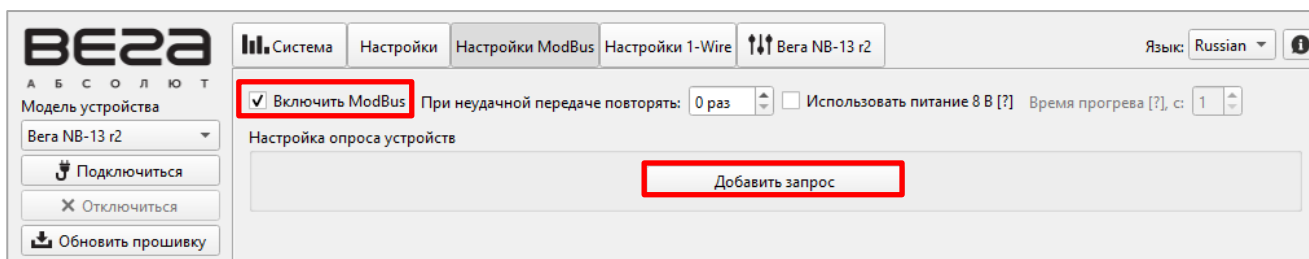 ВЕГА
АБСОЛЮТ
Модель устройства
Вега NB-13 r2
Подключиться
Отключиться
Обновить прошивку
Система Настройки Настройки ModBus Настройки 1-Wire Вега NB-13 r2 Язык: Russian
Включить ModBus При неудачной передаче повторять: 0 раз Использовать питание 8 В [?] Время прогрева [?], с: 1
Настройка опроса устройств
Добавить запрос